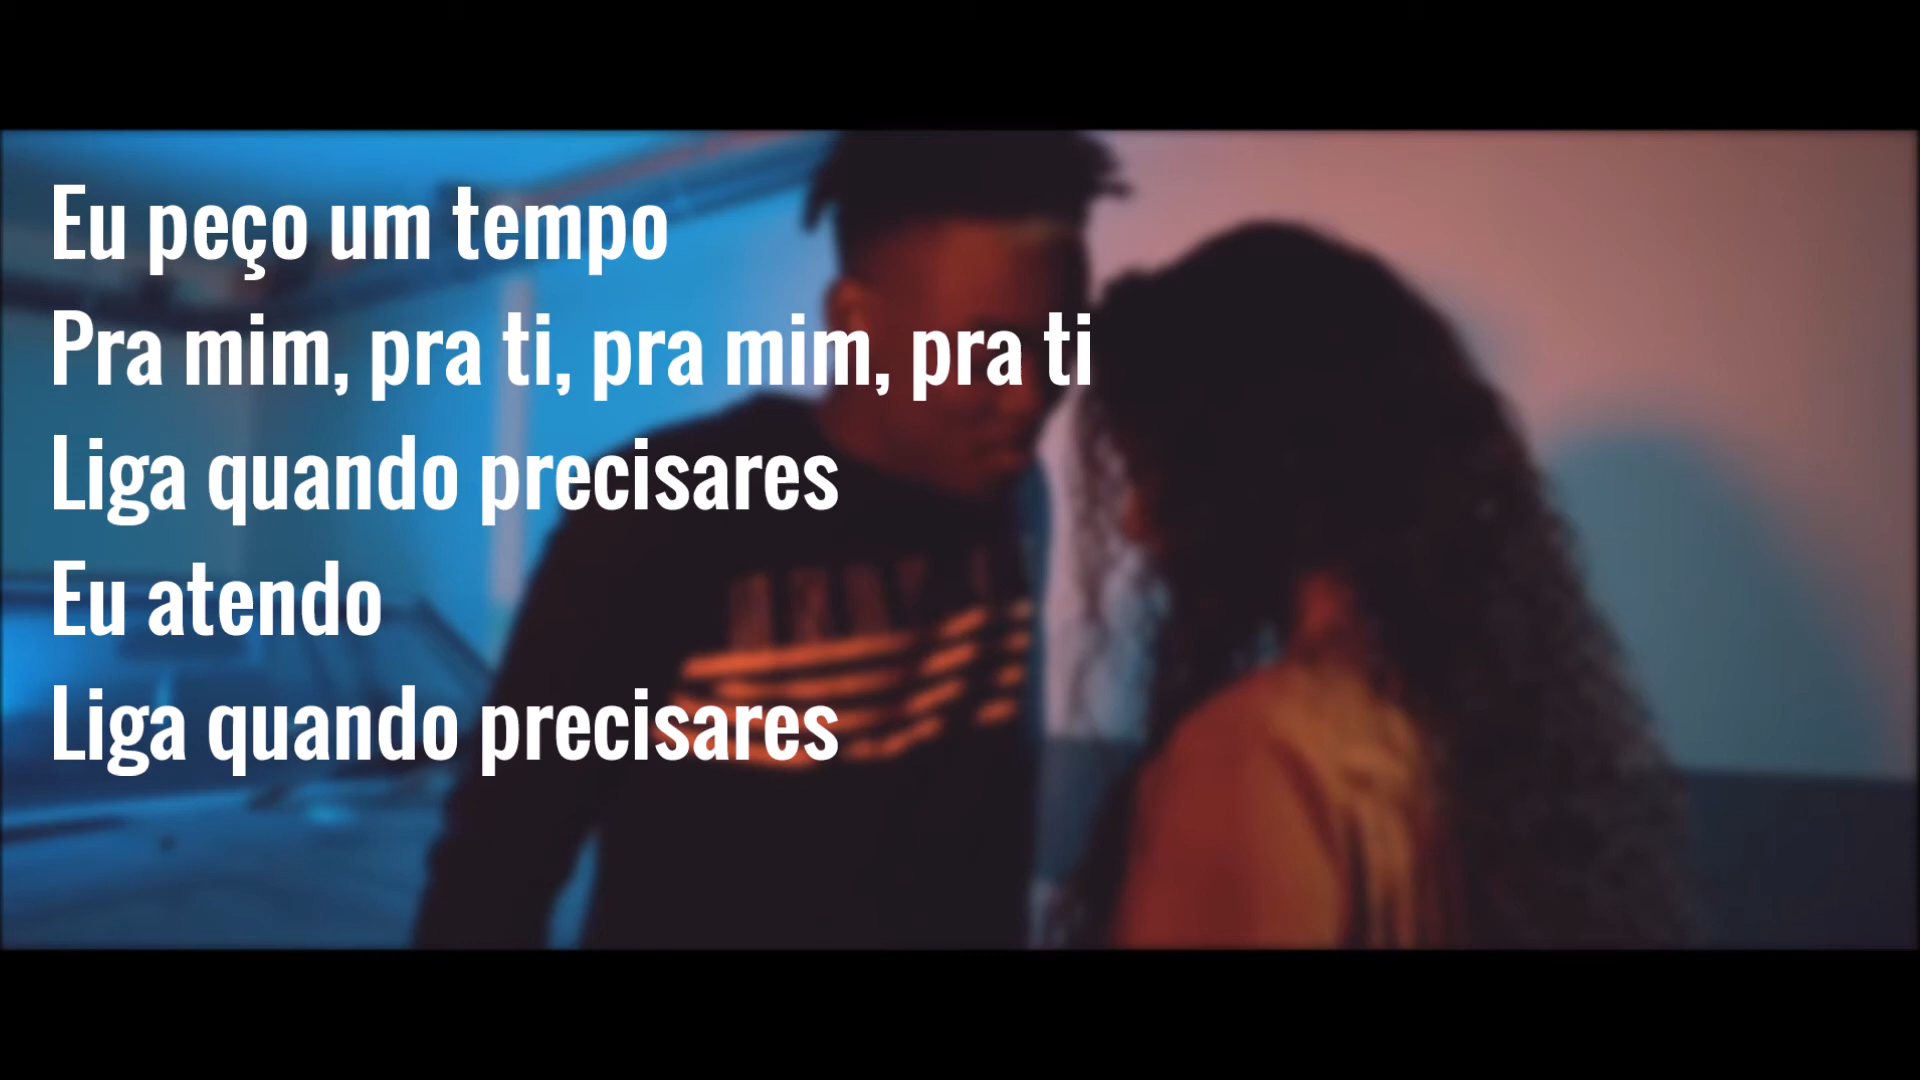 Eu peço um tempo
Pra mim, pra ti, pra mim, pra ti
Liga quando precisares
Eu atendo
Liga quando precisares